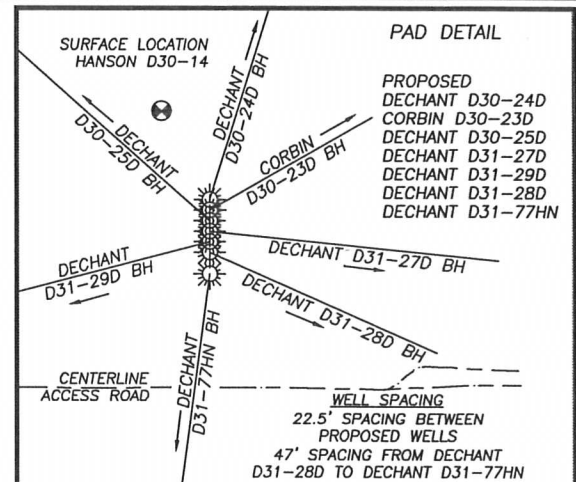 PAD DETAIL
SURFACE LOCATION
HANSON D30-14
PROPOSED
DECHANT D30-24D
CORBIN D30-23D
DECHANT D30-25D
DECHANT D31-27D
DECHANT D31-29D
DECHANT D31-28D
DECHANT D31-77HN
DECHANT
D30-24D BH
DECHANT
D30-25D BH
CORBIN
D30-23D BH
DECHANT D31-27D BH
DECHANT
D31-29D BH
DECHANT D31-28D BH
DECHANT
D31-77HN BH
CENTERLINE
ACCESS ROAD
WELL SPACING
22.5' SPACING BETWEEN
PROPOSED WELLS
47' SPACING FROM DECHANT
D31-28D TO DECHANT D31-77HN